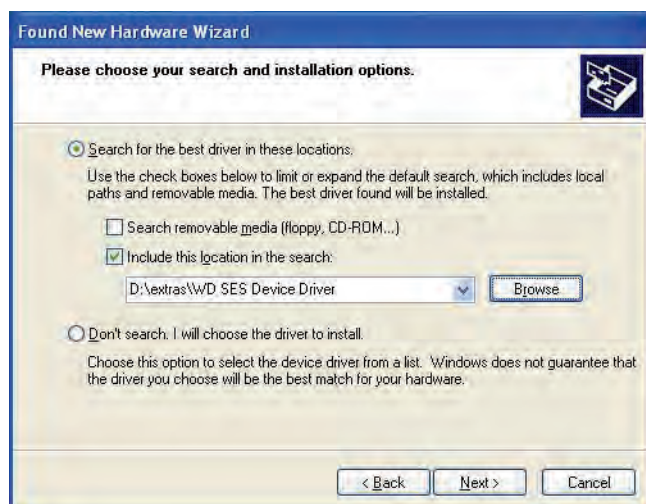 Found New Hardware Wizard
Please choose your search and installation options.
Search for the best driver in these locations.
Use the check boxes below to limit or expand the default search, which includes local
paths and removable media. The best driver found will be installed.
Search removable media (floppy, CD-ROM...)
Include this location in the search:
D:\extras\WD SES Device Driver
Browse
Don't search. I will choose the driver to install.
Choose this option to select the device driver from a list. Windows does not guarantee that
the driver you choose will be the best match for your hardware.
< Back
Next >
Cancel